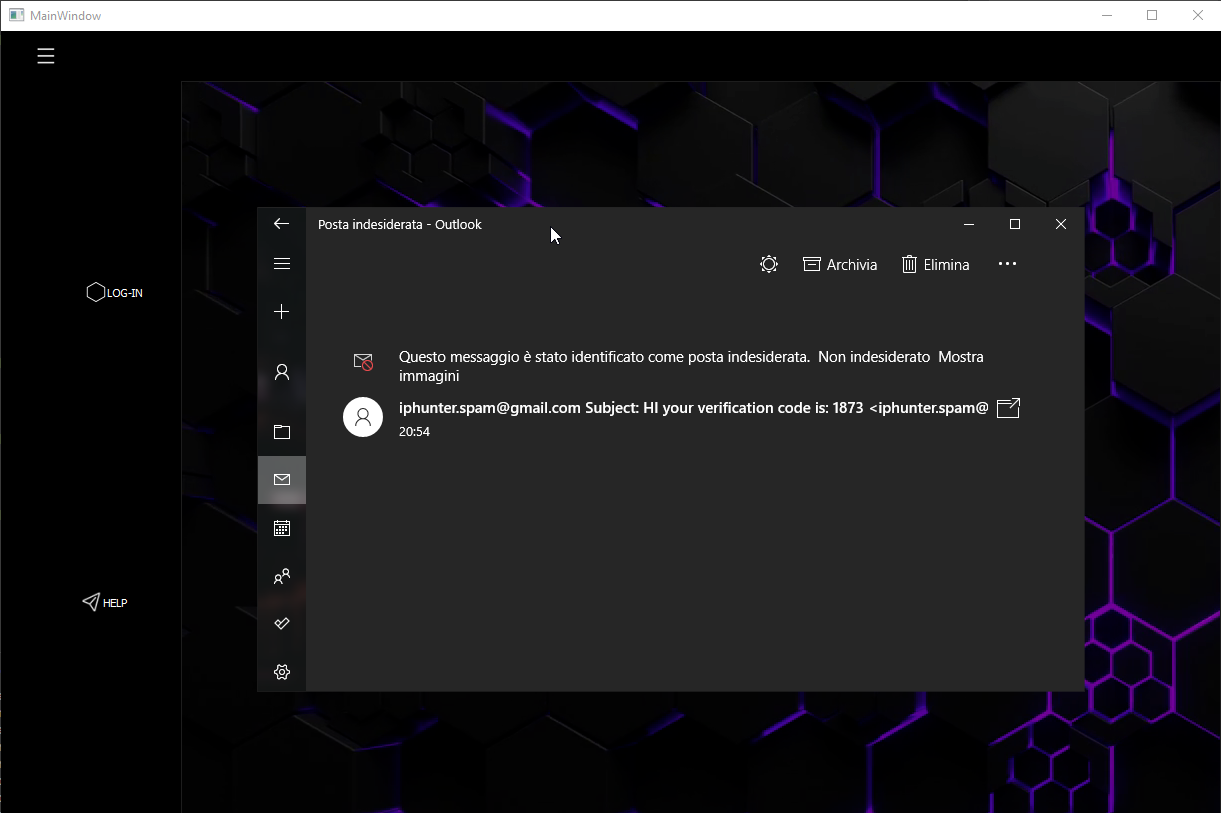 MainWindow
LOG-IN
HELP
Posta indesiderata - Outlook
Archivia
Elimina
Questo messaggio è stato identificato come posta indesiderata. Non indesiderato Mostra
immagini
iphunter.spam@gmail.com Subject: HI your verification code is: 1873 <iphunter.spam@
20:54